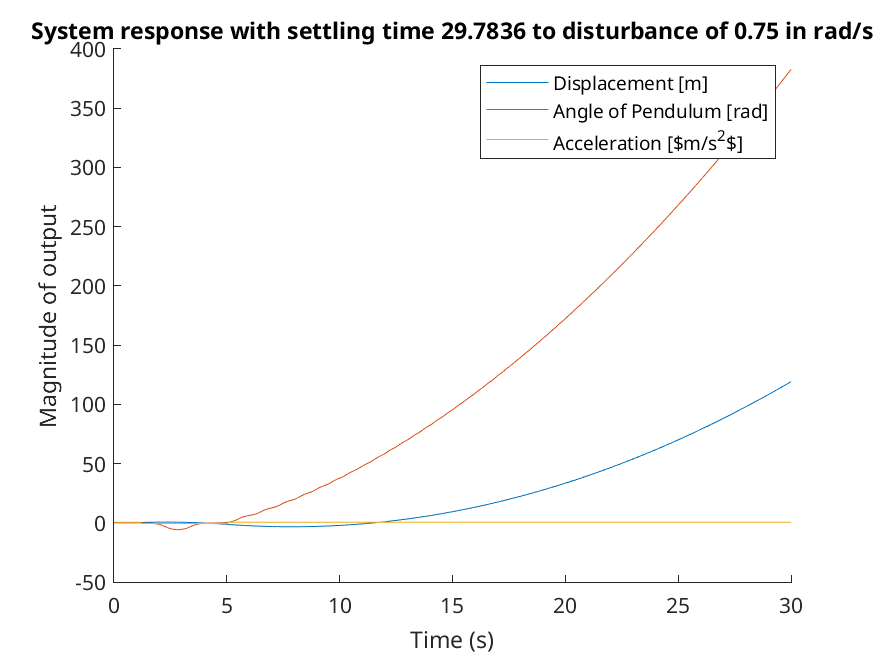 System response with settling time 29.7836 to disturbance of 0.75 in rad/s
400
350
300
250
200
150
100
50
0
-50
Magnitude of output
Displacement [m]
Angle of Pendulum [rad]
Acceleration [$m/s²$]
0 5 10 15 20 25 30
Time (s)